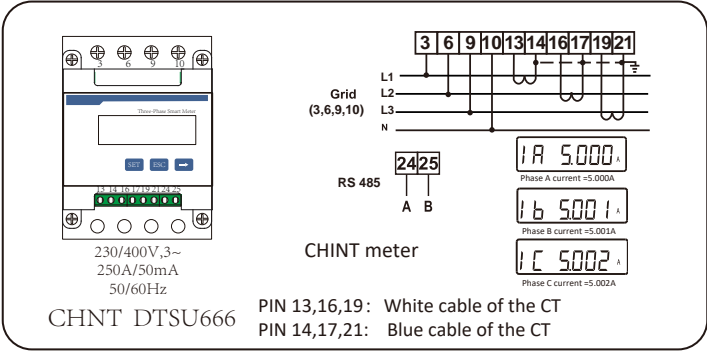 3 6 9 10
Three-Phase Smart Meter
SET ESC
13 14 16 17 19 21 24 25
230/400V,3~
250A/50mA
50/60Hz
CHNT DTSU666
3 6 9 10 13 14 16 17 19 21
L1
L2
L3
N
Grid
(3,6,9,10)
24 25
RS 485
A B
CHINT meter
IA 5.000 A
Phase A current =5.000A
Ib 5.001 A
Phase B current =5.001A
IC 5.002 A
Phase C current =5.002A
PIN 13,16,19: White cable of the CT
PIN 14,17,21: Blue cable of the CT